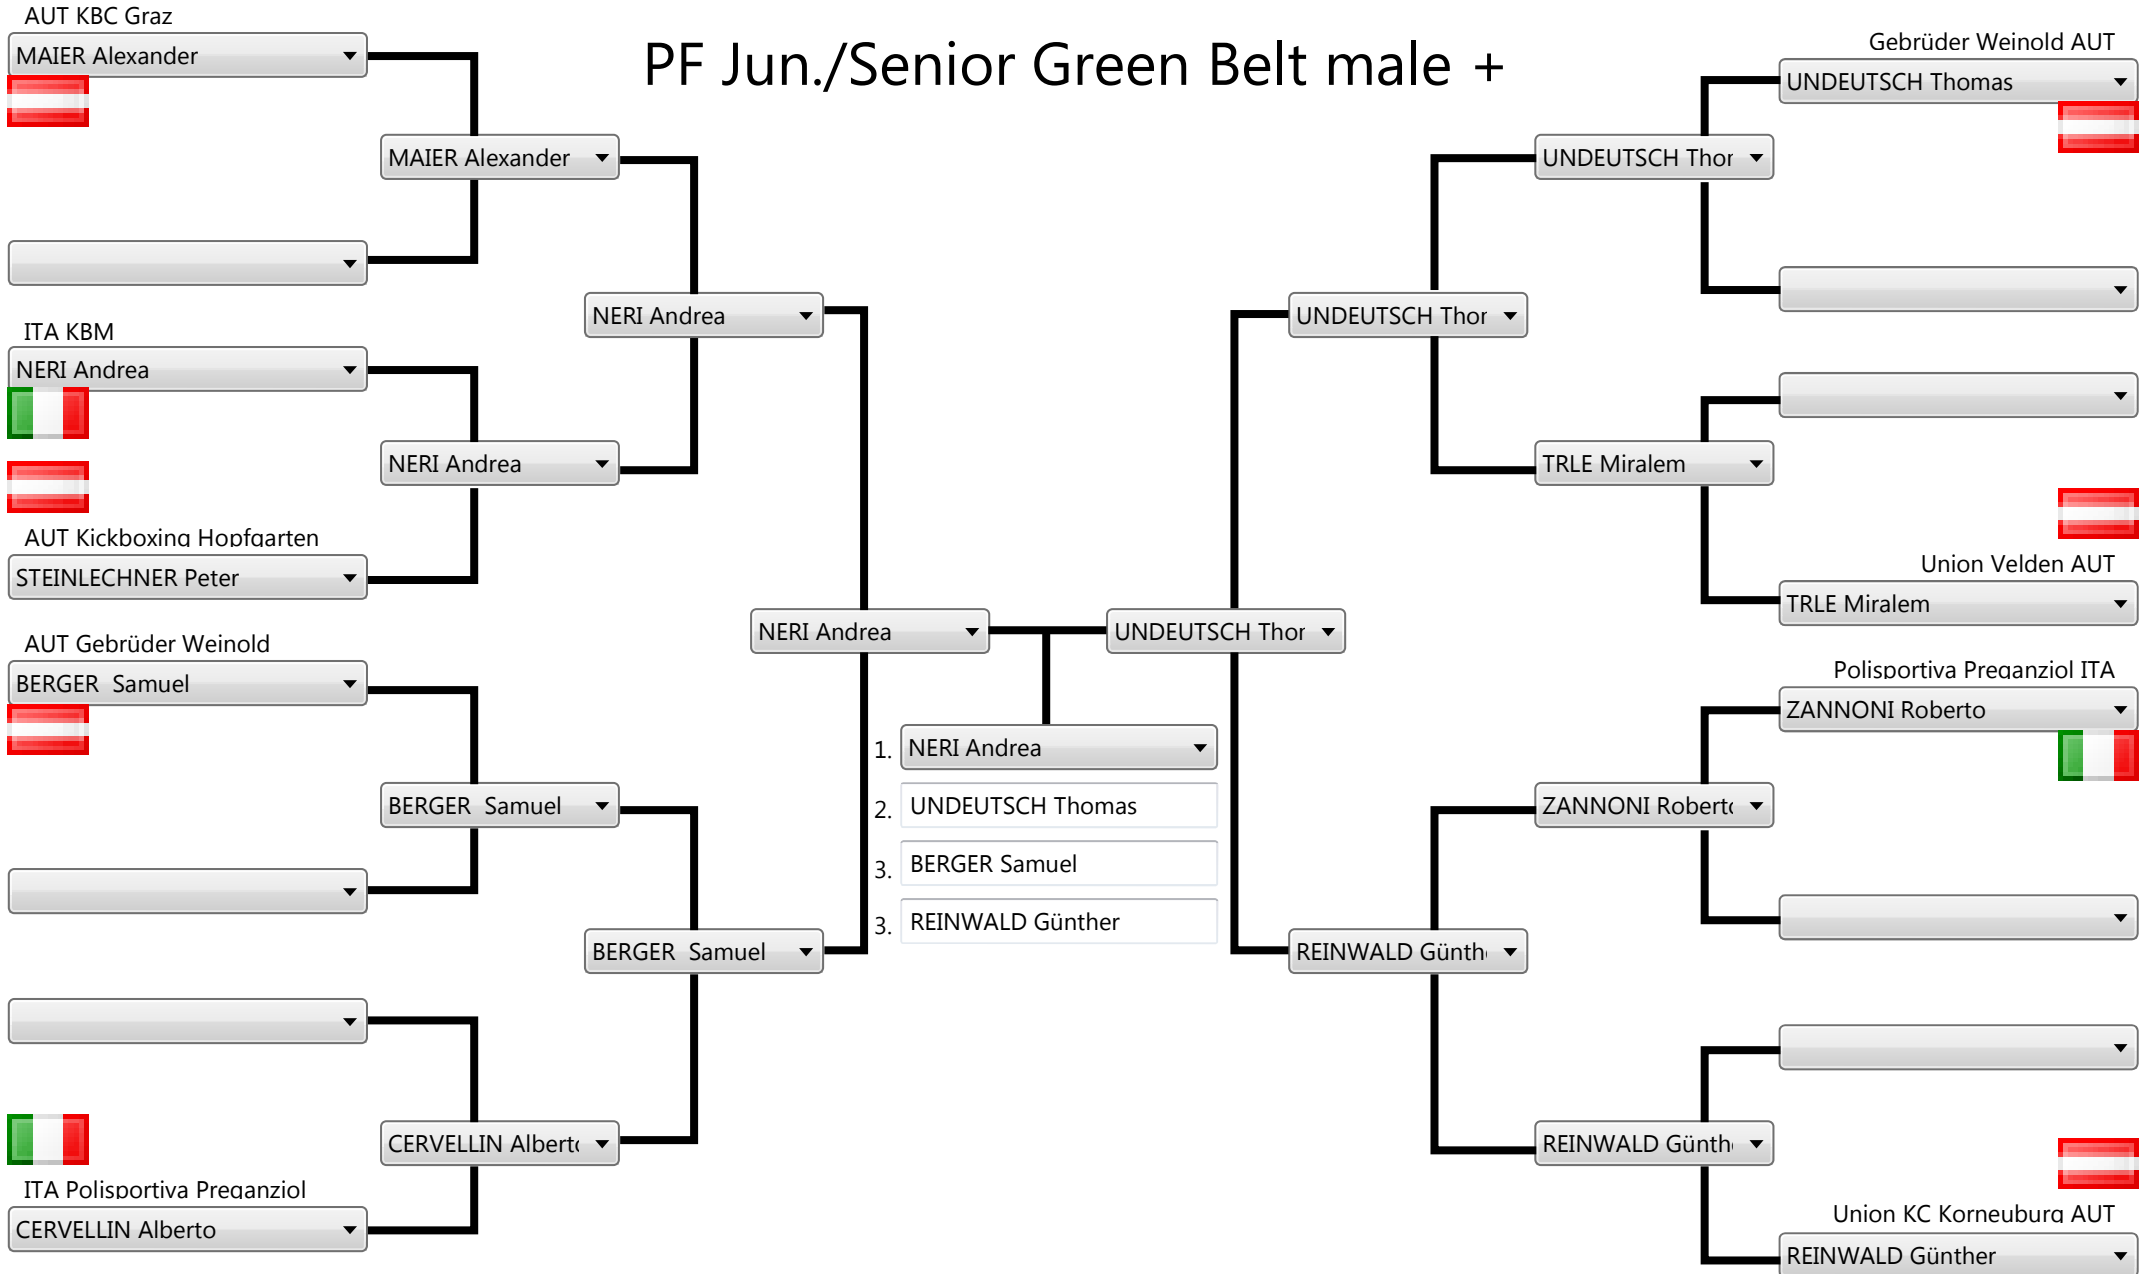 AUT KBC Graz
MAIER Alexander
PF Jun./Senior Green Belt male +
Gebrüder Weinold AUT
UNDEUTSCH Thomas
MAIER Alexander
UNDEUTSCH Thor
ITA KBM
NERI Andrea
NERI Andrea
UNDEUTSCH Thor
NERI Andrea
TRLE Miralem
AUT Kickboxing Hopfgarten
STEINLECHNER Peter
Union Velden AUT
TRLE Miralem
NERI Andrea
UNDEUTSCH Thor
AUT Gebrüder Weinold
BERGER  Samuel
Polisportiva Preganziol ITA
ZANNONI Roberto
1. NERI Andrea
2. UNDEUTSCH Thomas
3. BERGER Samuel
3. REINWALD Günther
BERGER  Samuel
ZANNONI Roberto
BERGER  Samuel
REINWALD Günth
CERVELLIN Alberto
REINWALD Günth
ITA Polisportiva Preganziol
CERVELLIN Alberto
Union KC Korneuburg AUT
REINWALD Günther